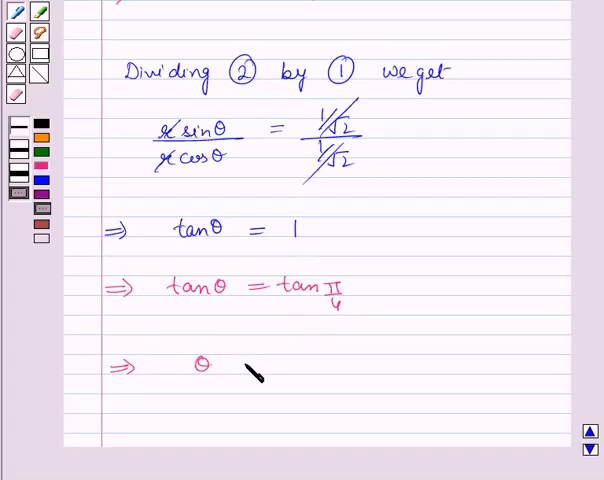 Dividing ② by ① we get
r sinθ / r cosθ = 1/√2 / 1/√2
⇒ tanθ = 1
⇒ tanθ = tan π/4
⇒ θ